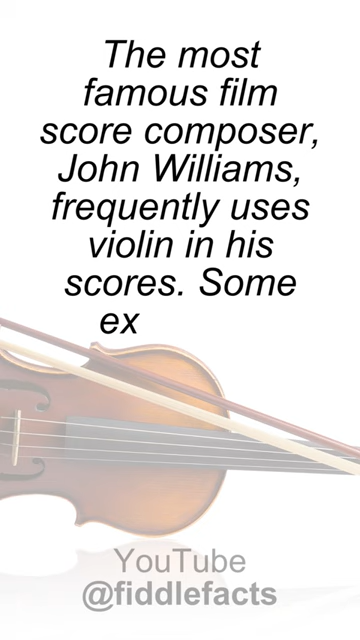 The most
famous film
score composer,
John Williams,
frequently uses
violin in his
scores. Some
ex
YouTube
@fiddlefacts